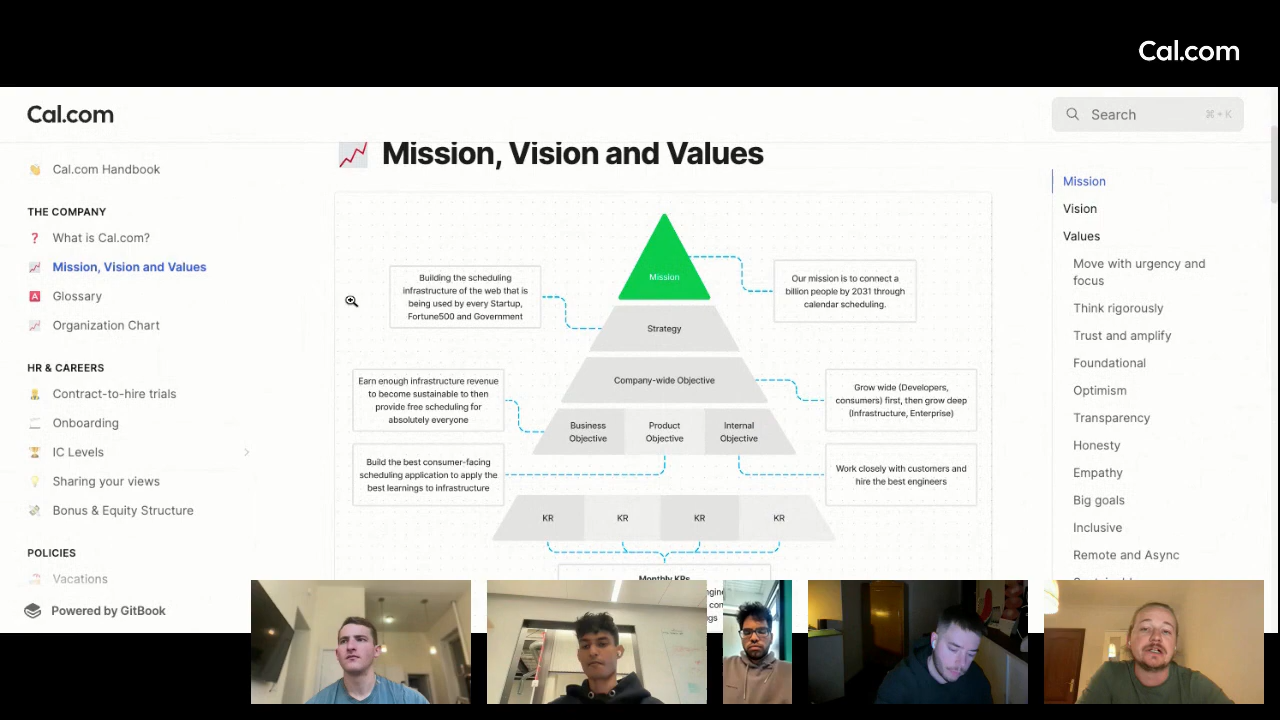 Cal.com
Cal.com
Search
⌘ + K
Cal.com Handbook
THE COMPANY
What is Cal.com?
Mission, Vision and Values
Glossary
Organization Chart
HR & CAREERS
Contract-to-hire trials
Onboarding
IC Levels
Sharing your views
Bonus & Equity Structure
POLICIES
Vacations
Powered by GitBook
Mission, Vision and Values
Mission
Building the scheduling
infrastructure of the web that is
being used by every Startup,
Fortune500 and Government
Our mission is to connect a
billion people by 2031 through
calendar scheduling.
Strategy
Company-wide Objective
Earn enough infrastructure revenue
to become sustainable to then
provide free scheduling for
absolutely everyone
Grow wide (Developers,
consumers) first, then grow deep
(Infrastructure, Enterprise)
Business
Objective
Product
Objective
Internal
Objective
Build the best consumer-facing
scheduling application to apply the
best learnings to infrastructure
Work closely with customers and
hire the best engineers
KR
KR
KR
KR
Monthly KRs
Mission
Vision
Values
Move with urgency and
focus
Think rigorously
Trust and amplify
Foundational
Optimism
Transparency
Honesty
Empathy
Big goals
Inclusive
Remote and Async